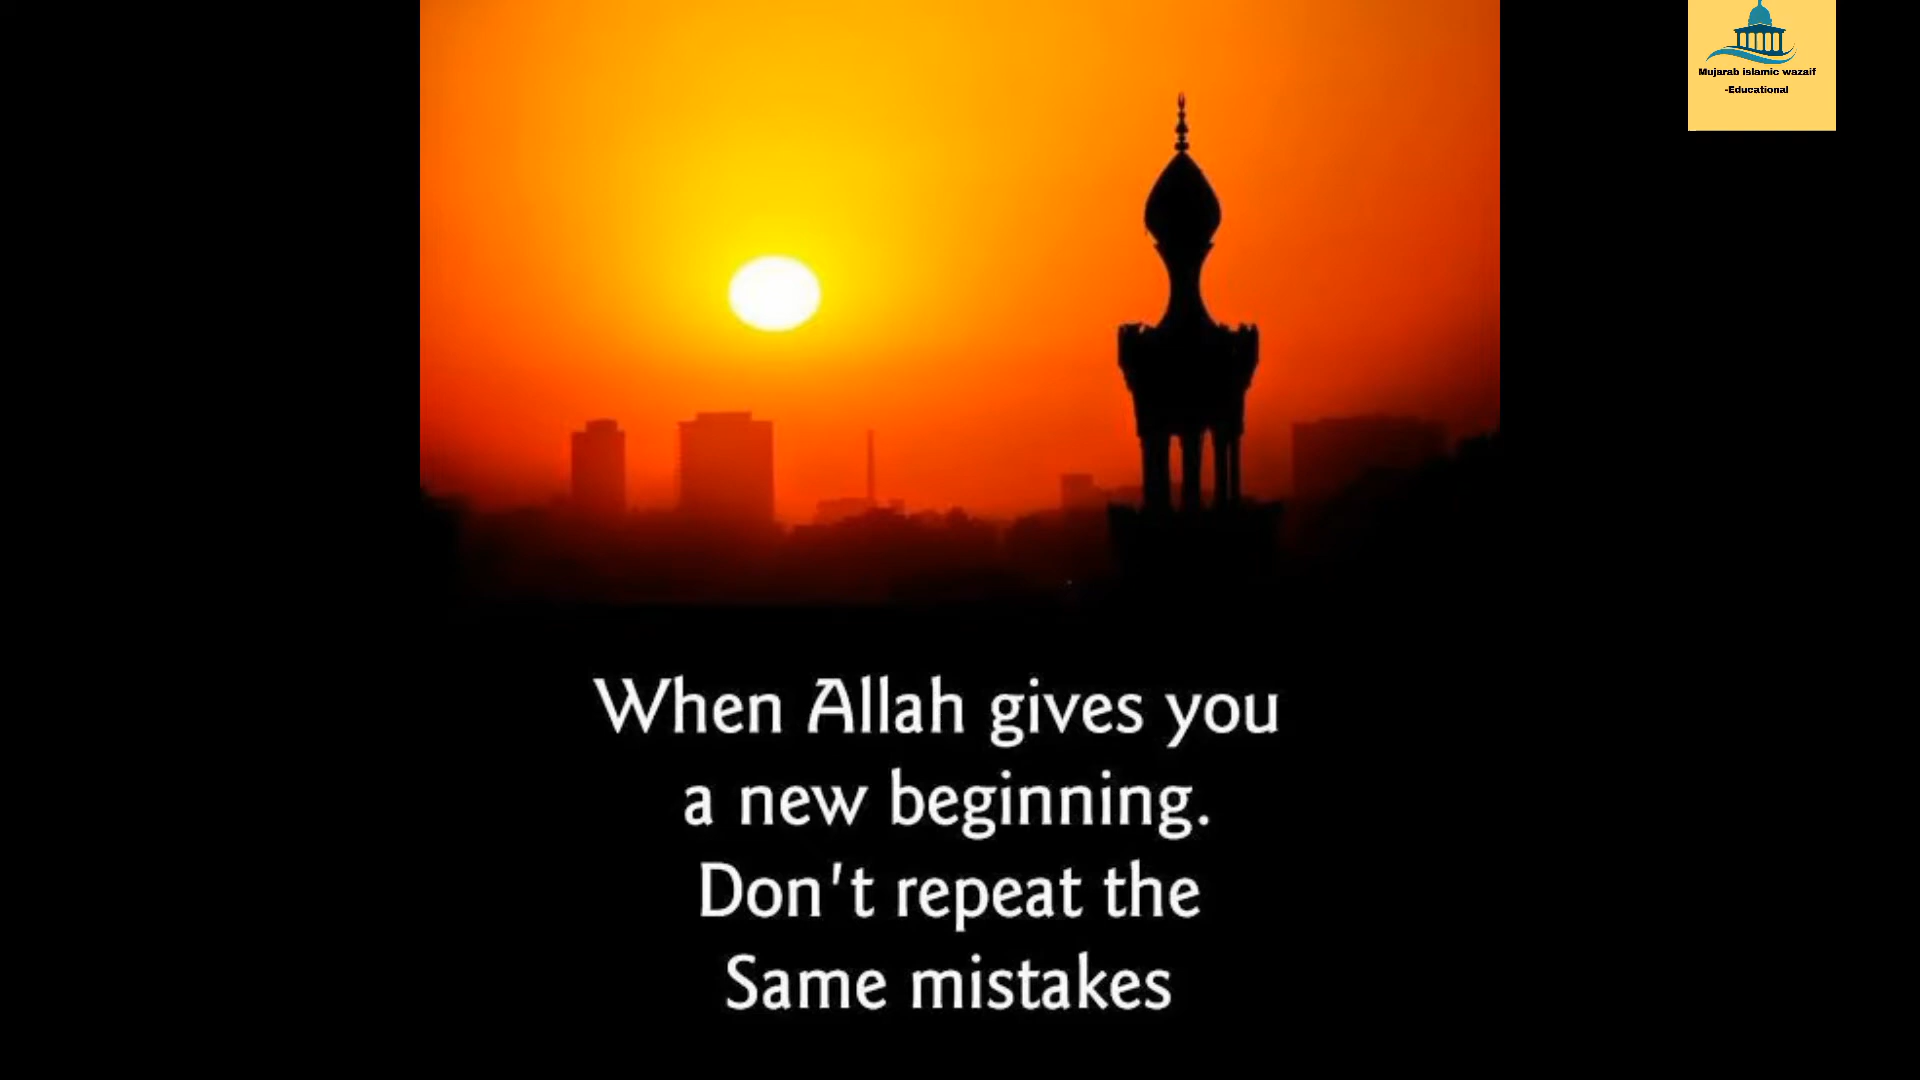 Mujarab islamic wazaif
-Educational
When Allah gives you
a new beginning.
Don't repeat the
Same mistakes